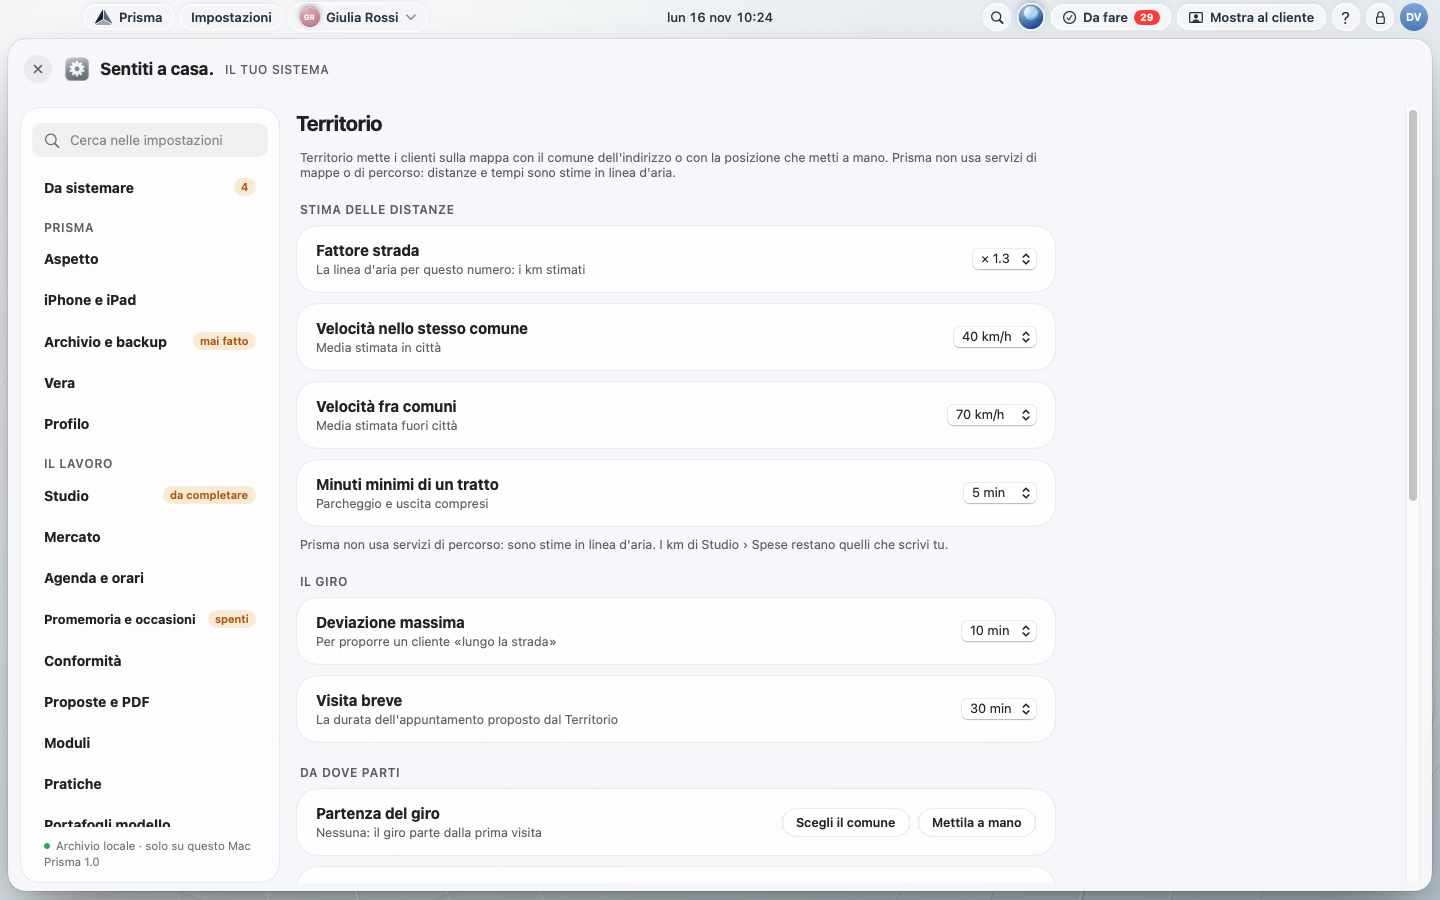 Prisma
Impostazioni
GR Giulia Rossi
lun 16 nov 10:24
Da fare 29
Mostra al cliente
?
DV
Sentiti a casa. IL TUO SISTEMA
Cerca nelle impostazioni
Da sistemare 4
PRISMA
Aspetto
iPhone e iPad
Archivio e backup mai fatto
Vera
Profilo
IL LAVORO
Studio da completare
Mercato
Agenda e orari
Promemoria e occasioni spenti
Conformità
Proposte e PDF
Moduli
Pratiche
Portafogli modello
Archivio locale · solo su questo Mac
Prisma 1.0
Territorio
Territorio mette i clienti sulla mappa con il comune dell'indirizzo o con la posizione che metti a mano. Prisma non usa servizi di
mappe o di percorso: distanze e tempi sono stime in linea d'aria.
STIMA DELLE DISTANZE
Fattore strada
La linea d'aria per questo numero: i km stimati
× 1.3
Velocità nello stesso comune
Media stimata in città
40 km/h
Velocità fra comuni
Media stimata fuori città
70 km/h
Minuti minimi di un tratto
Parcheggio e uscita compresi
5 min
Prisma non usa servizi di percorso: sono stime in linea d'aria. I km di Studio › Spese restano quelli che scrivi tu.
IL GIRO
Deviazione massima
Per proporre un cliente «lungo la strada»
10 min
Visita breve
La durata dell'appuntamento proposto dal Territorio
30 min
DA DOVE PARTI
Partenza del giro
Nessuna: il giro parte dalla prima visita
Scegli il comune
Mettila a mano